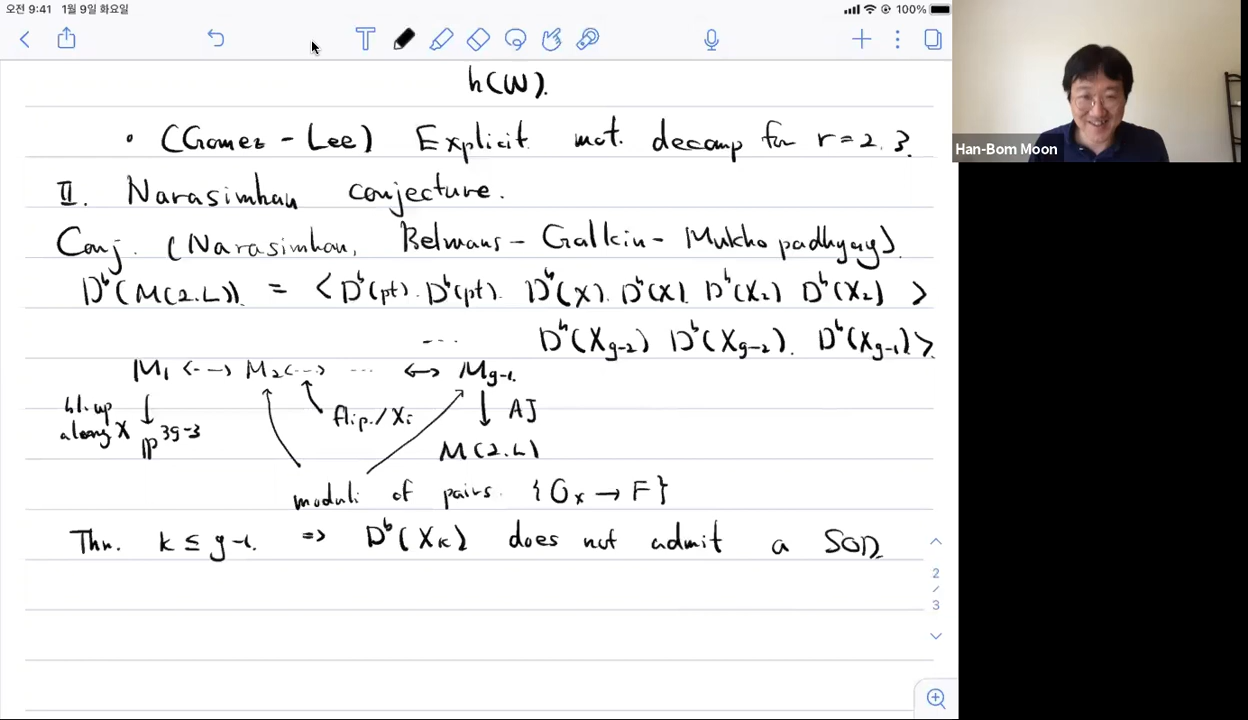 오전 9:41 1월 9일 화요일
100%
h(W).
• (Gomez - Lee) Explicit mot. decomp for r=2, 3.
II. Narasimhan conjecture.
Conj. (Narasimhan, Belmans - Galkin - Mukhopadhyay).
D^b(M(2.L)) = < D^b(pt). D^b(pt). D^b(X). D^b(X). D^b(X_2) D^b(X_2) >
... D^b(X_{g-2}) D^b(X_{g-2}). D^b(X_{g-1}) >.
M_1 <--> M_2 <--> ... <-> M_{g-1}.
bl. up along X ↓ flip./X_i ↓ AJ
P^{3g-3} M(2.L)
moduli of pairs. {O_X → F}
Thm. k ≤ g-1. => D^b(X_k) does not admit a SOD.
Han-Bom Moon
2
/
3